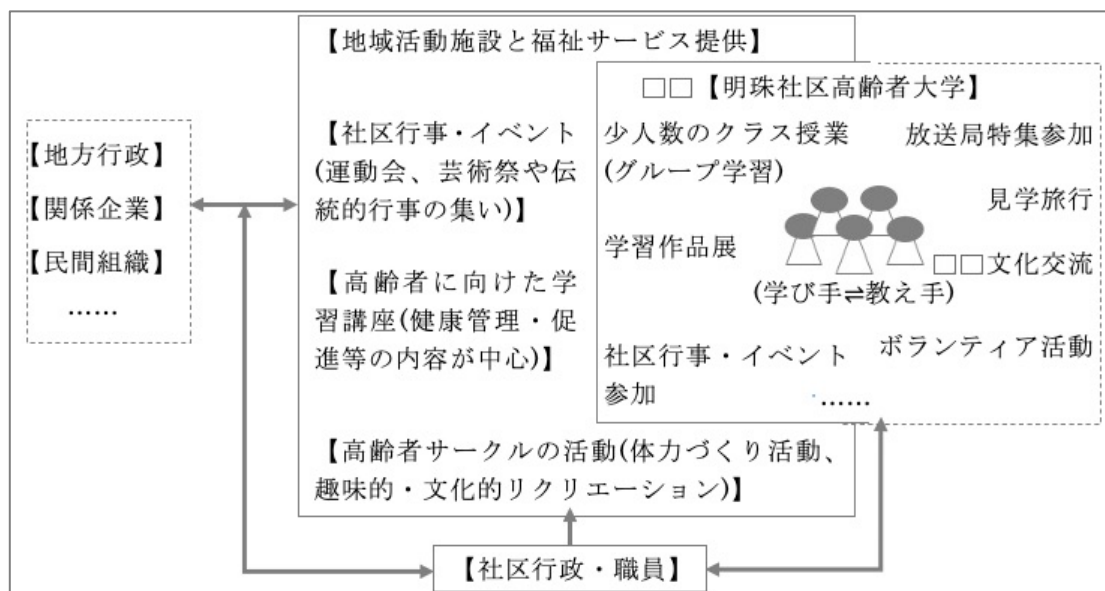 【地域活動施設と福祉サービス提供】
□□【明珠社区高齢者大学】
【地方行政】
【関係企業】
【民間組織】
……
【社区行事・イベント
(運動会、芸術祭や伝
統的行事の集い)】
【高齢者に向けた学
習講座(健康管理・促
進等の内容が中心)】
【高齢者サークルの活動(体力づくり活動、
趣味的・文化的リクリエーション)】
少人数のクラス授業
(グループ学習)
放送局特集参加
見学旅行
学習作品展
□□文化交流
(学び手⇌教え手)
社区行事・イベント
参加
ボランティア活動
……
【社区行政・職員】